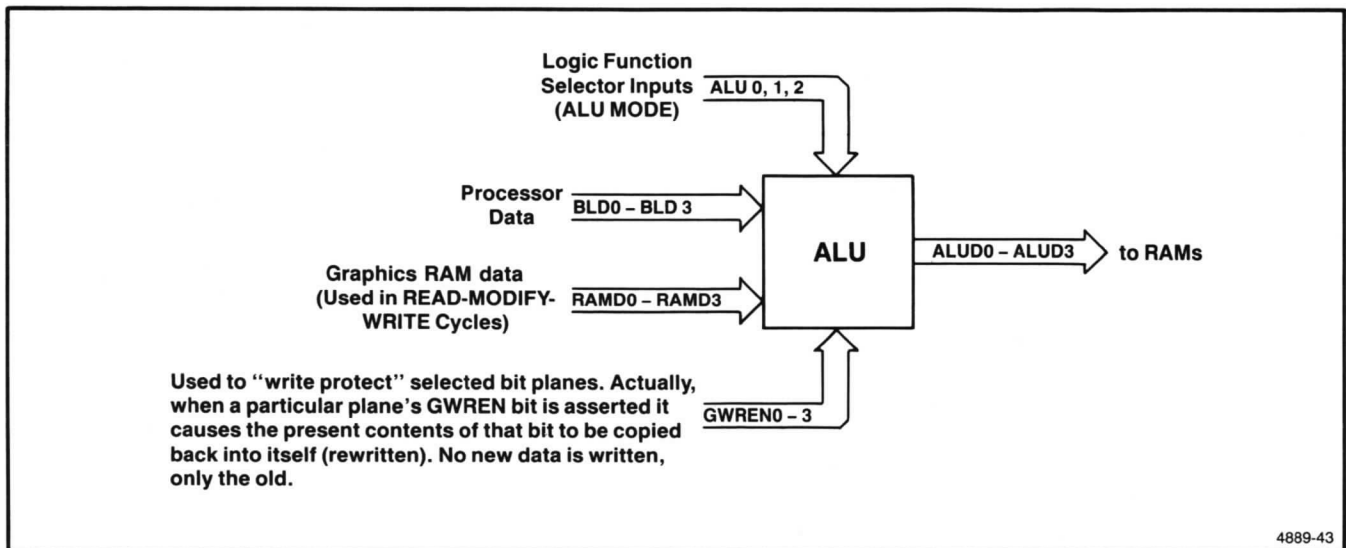 Logic Function
Selector Inputs
(ALU MODE)
ALU 0, 1, 2
Processor
Data
BLD0 – BLD 3
Graphics RAM data
(Used in READ-MODIFY-
WRITE Cycles)
RAMD0 – RAMD3
ALU
ALUD0 – ALUD3
to RAMs
Used to “write protect” selected bit planes. Actually,
when a particular plane's GWREN bit is asserted it
causes the present contents of that bit to be copied
back into itself (rewritten). No new data is written,
only the old.
GWREN0 – 3
4889-43